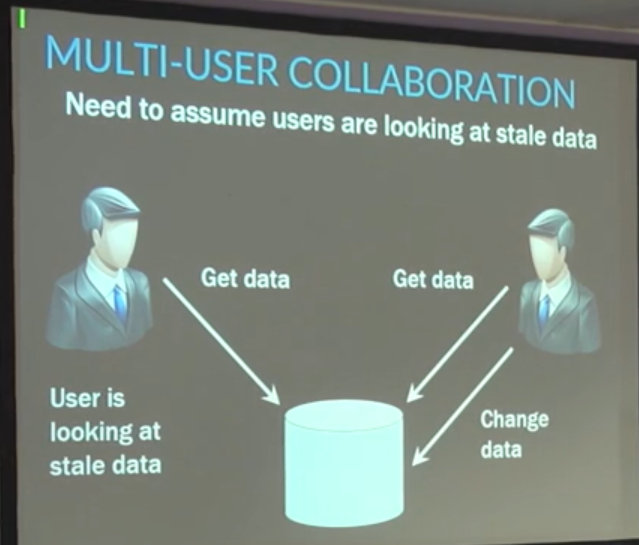 MULTI-USER COLLABORATION
Need to assume users are looking at stale data
Get data
Get data
User is
looking at
stale data
Change
data